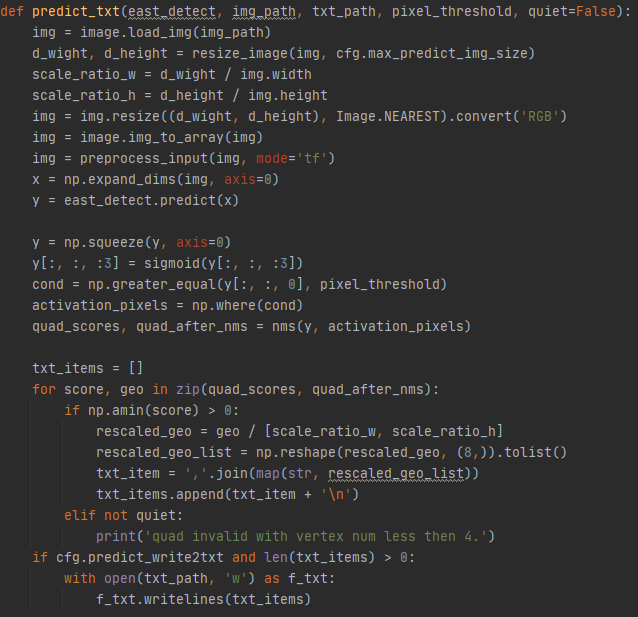 def predict_txt(east_detect, img_path, txt_path, pixel_threshold, quiet=False):
    img = image.load_img(img_path)
    d_wight, d_height = resize_image(img, cfg.max_predict_img_size)
    scale_ratio_w = d_wight / img.width
    scale_ratio_h = d_height / img.height
    img = img.resize((d_wight, d_height), Image.NEAREST).convert('RGB')
    img = image.img_to_array(img)
    img = preprocess_input(img, mode='tf')
    x = np.expand_dims(img, axis=0)
    y = east_detect.predict(x)

    y = np.squeeze(y, axis=0)
    y[:, :, :3] = sigmoid(y[:, :, :3])
    cond = np.greater_equal(y[:, :, 0], pixel_threshold)
    activation_pixels = np.where(cond)
    quad_scores, quad_after_nms = nms(y, activation_pixels)

    txt_items = []
    for score, geo in zip(quad_scores, quad_after_nms):
        if np.amin(score) > 0:
            rescaled_geo = geo / [scale_ratio_w, scale_ratio_h]
            rescaled_geo_list = np.reshape(rescaled_geo, (8,)).tolist()
            txt_item = ','.join(map(str, rescaled_geo_list))
            txt_items.append(txt_item + '\n')
        elif not quiet:
            print('quad invalid with vertex num less then 4.')
    if cfg.predict_write2txt and len(txt_items) > 0:
        with open(txt_path, 'w') as f_txt:
            f_txt.writelines(txt_items)